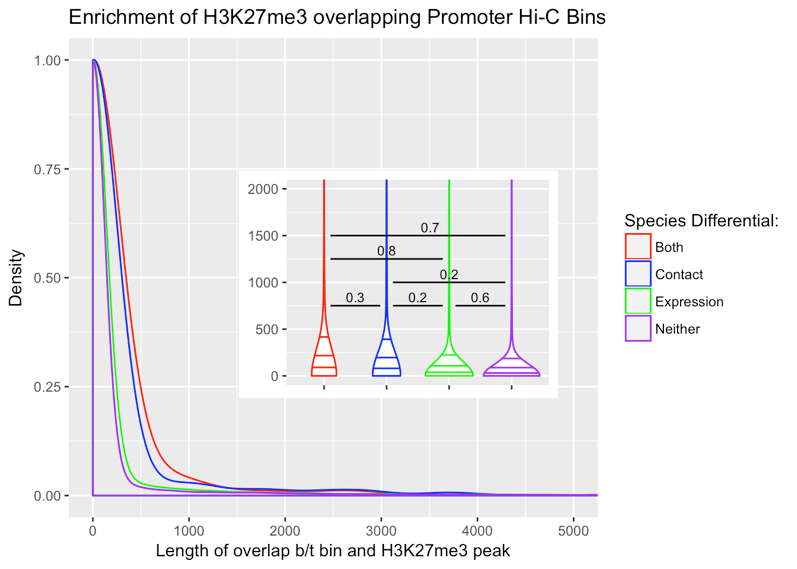 Enrichment of H3K27me3 overlapping Promoter Hi-C Bins
1.00
0.75
0.50
0.25
0.00
Density
0
1000
2000
3000
4000
5000
Length of overlap b/t bin and H3K27me3 peak
2000
1500
1000
500
0
0.7
0.8
0.2
0.3
0.2
0.6
Species Differential:
Both
Contact
Expression
Neither